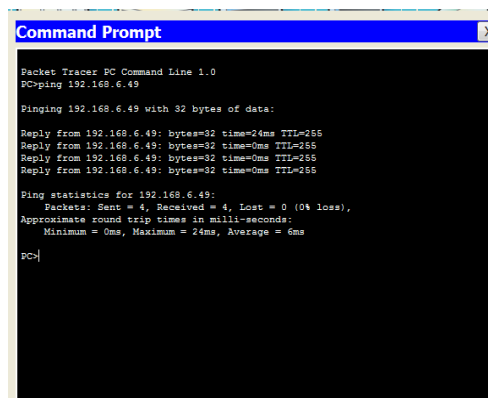 Command Prompt
X
Packet Tracer PC Command Line 1.0
PC>ping 192.168.6.49
Pinging 192.168.6.49 with 32 bytes of data:
Reply from 192.168.6.49: bytes=32 time=24ms TTL=255
Reply from 192.168.6.49: bytes=32 time=0ms TTL=255
Reply from 192.168.6.49: bytes=32 time=0ms TTL=255
Reply from 192.168.6.49: bytes=32 time=0ms TTL=255
Ping statistics for 192.168.6.49:
Packets: Sent = 4, Received = 4, Lost = 0 (0% loss),
Approximate round trip times in milli-seconds:
Minimum = 0ms, Maximum = 24ms, Average = 6ms
PC>